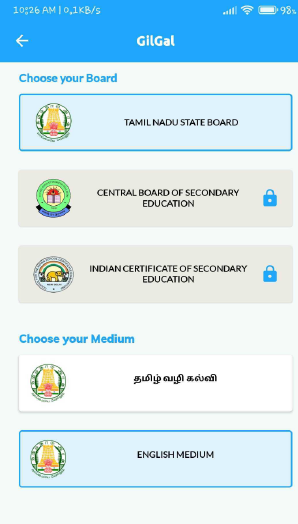 10:26 AM | 0.1KB/s
98%
GilGal
Choose your Board
TAMIL NADU STATE BOARD
CENTRAL BOARD OF SECONDARY
EDUCATION
INDIAN CERTIFICATE OF SECONDARY
EDUCATION
Choose your Medium
தமிழ் வழி கல்வி
ENGLISH MEDIUM